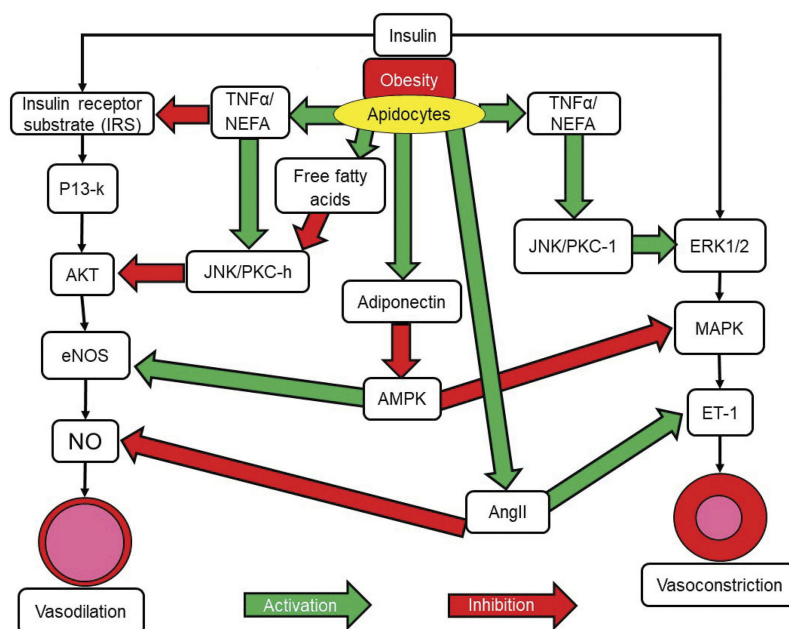 Insulin
Obesity
Apidocytes
Insulin receptor
substrate (IRS)
TNFα/
NEFA
TNFα/
NEFA
P13-k
Free fatty
acids
AKT
JNK/PKC-h
JNK/PKC-1
ERK1/2
Adiponectin
MAPK
eNOS
AMPK
ET-1
NO
AngII
Vasodilation
Activation
Inhibition
Vasoconstriction